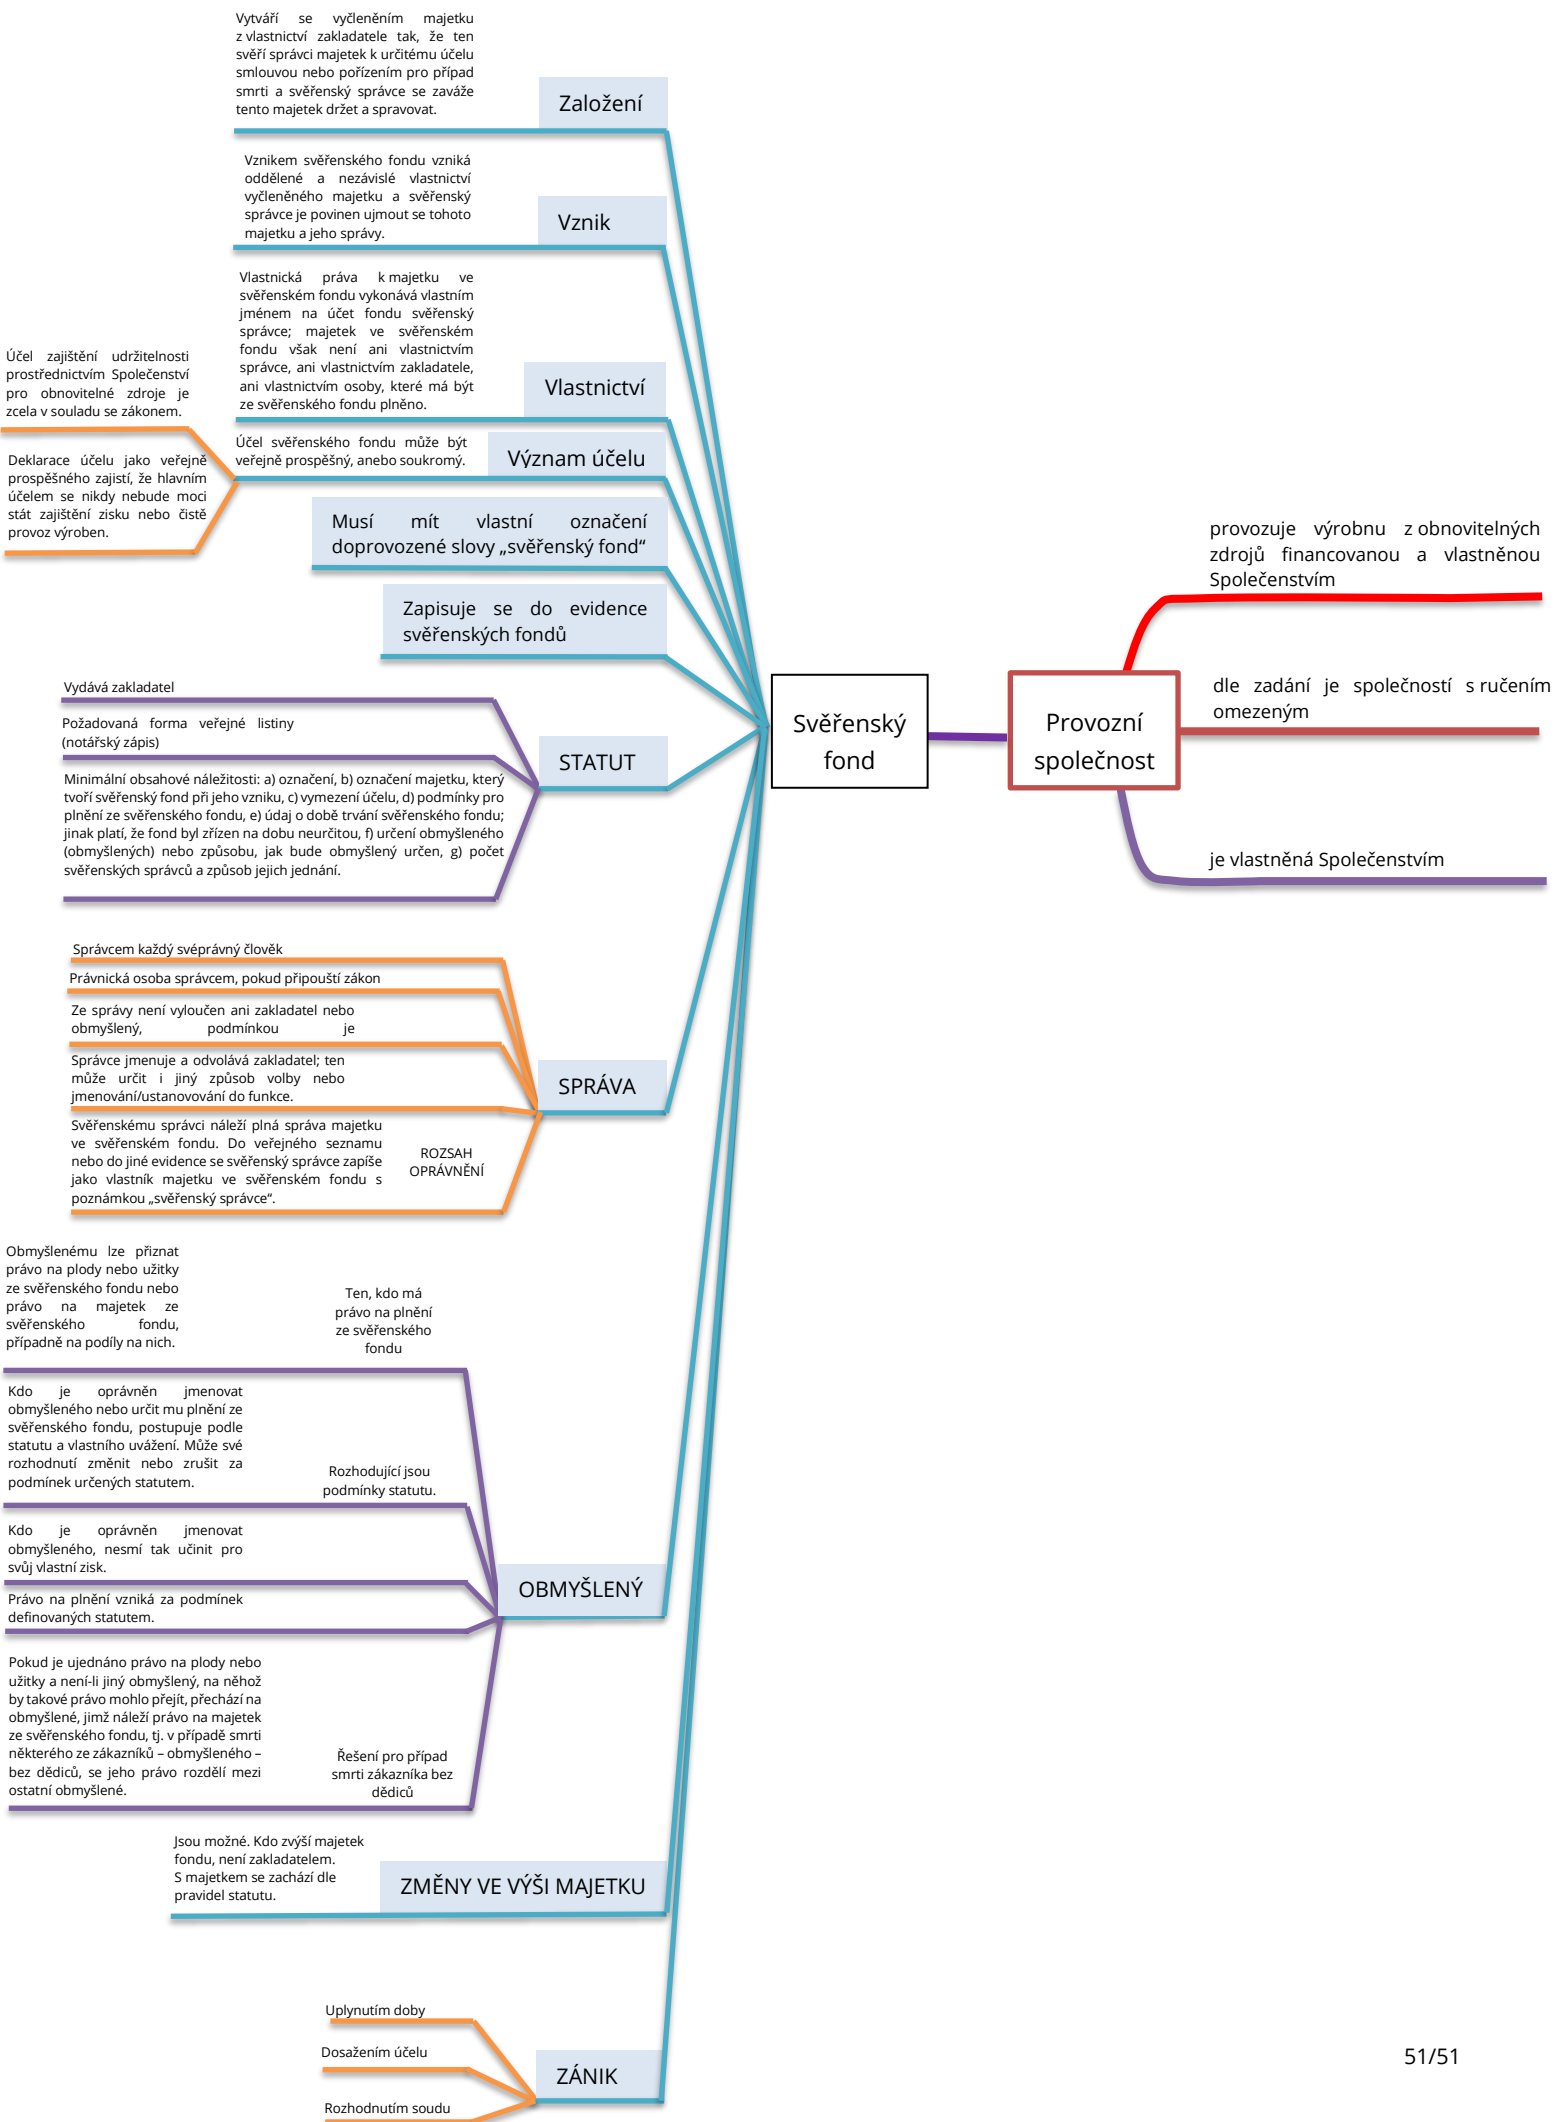 Vytváří se vyčleněním majetku
z vlastnictví zakladatele tak, že ten
svěří správci majetek k určitému účelu
smlouvou nebo pořízením pro případ
smrti a svěřenský správce se zaváže
tento majetek držet a spravovat.
Založení
Vznikem svěřenského fondu vzniká
oddělené a nezávislé vlastnictví
vyčleněného majetku a svěřenský
správce je povinen ujmout se tohoto
majetku a jeho správy.
Vznik
Vlastnická práva k majetku ve
svěřenském fondu vykonává vlastním
jménem na účet fondu svěřenský
správce; majetek ve svěřenském
fondu však není ani vlastnictvím
správce, ani vlastnictvím zakladatele,
ani vlastnictvím osoby, které má být
ze svěřenského fondu plněno.
Vlastnictví
Účel zajištění udržitelnosti
prostřednictvím Společenství
pro obnovitelné zdroje je
zcela v souladu se zákonem.
Deklarace účelu jako veřejně
prospěšného zajistí, že hlavním
účelem se nikdy nebude moci
stát zajištění zisku nebo čistě
provoz výroben.
Účel svěřenského fondu může být
veřejně prospěšný, anebo soukromý.
Význam účelu
Musí mít vlastní označení
doprovozené slovy „svěřenský fond“
Zapisuje se do evidence
svěřenských fondů
Vydává zakladatel
Požadovaná forma veřejné listiny
(notářský zápis)
Minimální obsahové náležitosti: a) označení, b) označení majetku, který
tvoří svěřenský fond při jeho vzniku, c) vymezení účelu, d) podmínky pro
plnění ze svěřenského fondu, e) údaj o době trvání svěřenského fondu;
jinak platí, že fond byl zřízen na dobu neurčitou, f) určení obmyšleného
(obmyšlených) nebo způsobu, jak bude obmyšlený určen, g) počet
svěřenských správců a způsob jejich jednání.
STATUT
Svěřenský
fond
Provozní
společnost
provozuje výrobnu z obnovitelných
zdrojů financovanou a vlastněnou
Společenstvím
dle zadání je společností s ručením
omezeným
je vlastněná Společenstvím
Správcem každý svéprávný člověk
Právnická osoba správcem, pokud připouští zákon
Ze správy není vyloučen ani zakladatel nebo
obmyšlený, podmínkou je
Správce jmenuje a odvolává zakladatel; ten
může určit i jiný způsob volby nebo
jmenování/ustanovování do funkce.
Svěřenskému správci náleží plná správa majetku
ve svěřenském fondu. Do veřejného seznamu
nebo do jiné evidence se svěřenský správce zapíše
jako vlastník majetku ve svěřenském fondu s
poznámkou „svěřenský správce“.
ROZSAH
OPRÁVNĚNÍ
SPRÁVA
Obmyšlenému lze přiznat
právo na plody nebo užitky
ze svěřenského fondu nebo
právo na majetek ze
svěřenského fondu,
případně na podíly na nich.
Ten, kdo má
právo na plnění
ze svěřenského
fondu
Kdo je oprávněn jmenovat
obmyšleného nebo určit mu plnění ze
svěřenského fondu, postupuje podle
statutu a vlastního uvážení. Může své
rozhodnutí změnit nebo zrušit za
podmínek určených statutem.
Rozhodující jsou
podmínky statutu.
Kdo je oprávněn jmenovat
obmyšleného, nesmí tak učinit pro
svůj vlastní zisk.
Právo na plnění vzniká za podmínek
definovaných statutem.
OBMYŠLENÝ
Pokud je ujednáno právo na plody nebo
užitky a není-li jiný obmyšlený, na něhož
by takové právo mohlo přejít, přechází na
obmyšlené, jimž náleží právo na majetek
ze svěřenského fondu, tj. v případě smrti
některého ze zákazníků – obmyšleného –
bez dědiců, se jeho právo rozdělí mezi
ostatní obmyšlené.
Řešení pro případ
smrti zákazníka bez
dědiců
Jsou možné. Kdo zvýší majetek
fondu, není zakladatelem.
S majetkem se zachází dle
pravidel statutu.
ZMĚNY VE VÝŠI MAJETKU
Uplynutím doby
Dosažením účelu
Rozhodnutím soudu
ZÁNIK
51/51